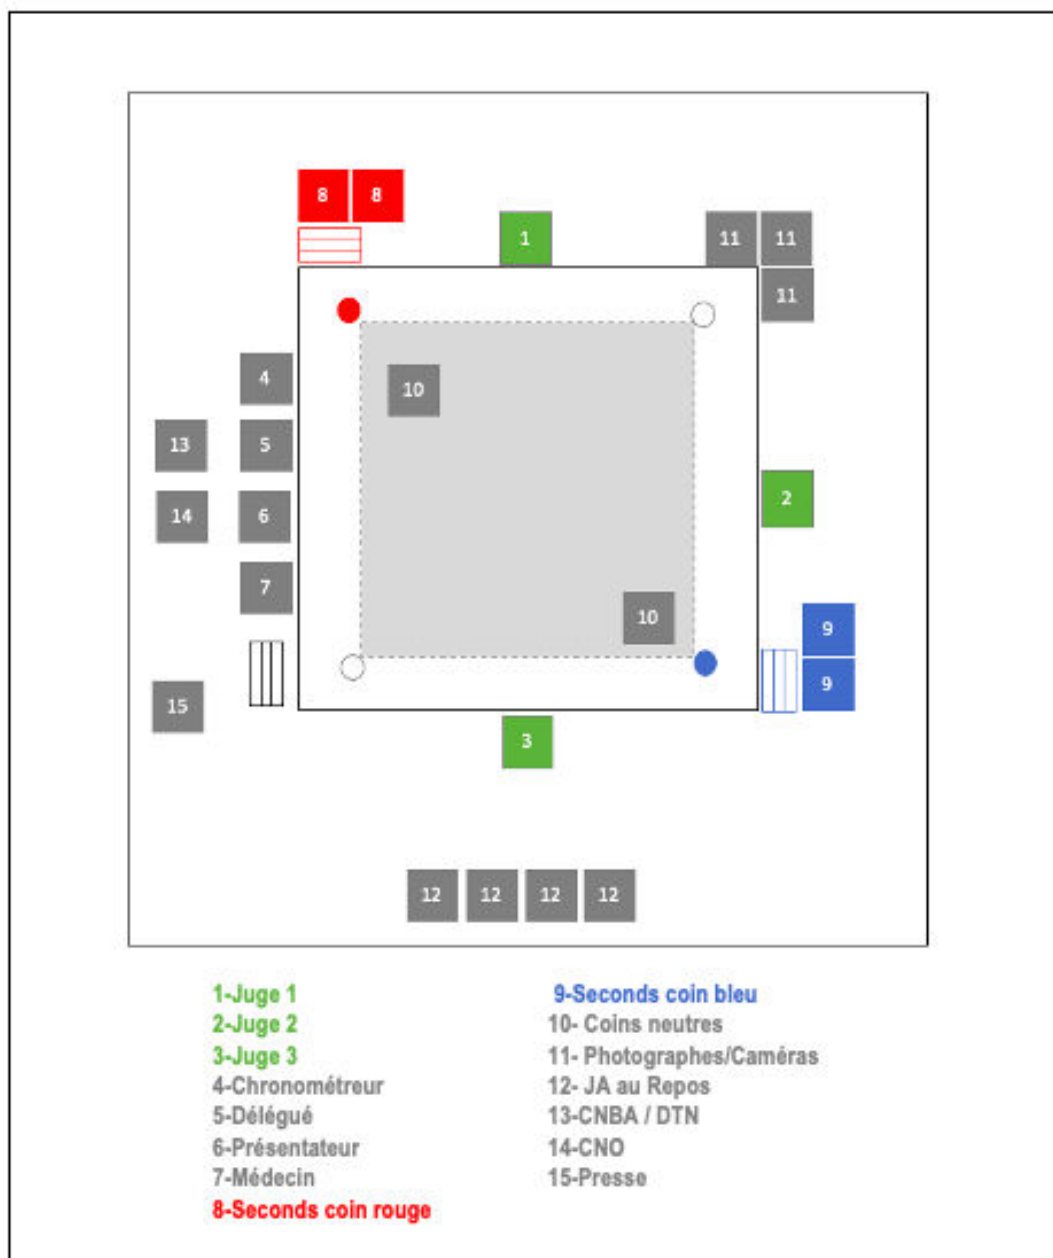 8 8
1
11 11
11
10
4
13 5
2
14 6
7
10
9
9
15
3
12 12 12 12
1-Juge 1
2-Juge 2
3-Juge 3
4-Chronométreur
5-Délégué
6-Présentateur
7-Médecin
8-Seconds coin rouge
9-Seconds coin bleu
10- Coins neutres
11- Photographes/Caméras
12- JA au Repos
13-CNBA / DTN
14-CNO
15-Presse